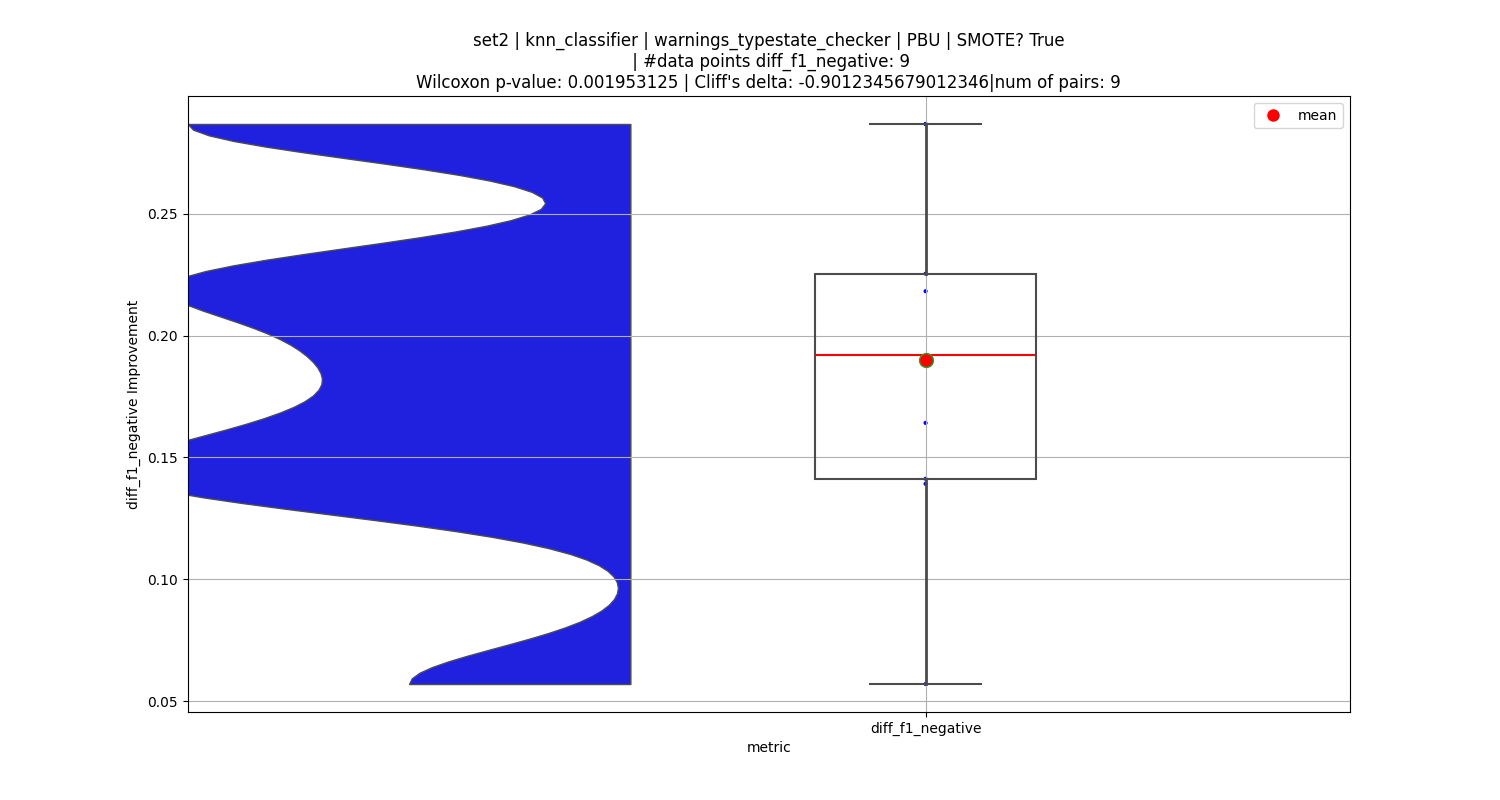 set2 | knn_classifier | warnings_typestate_checker | PBU | SMOTE? True
| #data points diff_f1_negative: 9
Wilcoxon p-value: 0.001953125 | Cliff's delta: -0.9012345679012346|num of pairs: 9
mean
0.25
0.20
0.15
0.10
0.05
diff_f1_negative Improvement
diff_f1_negative
metric